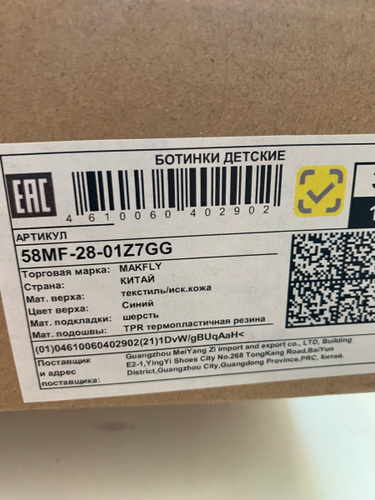 БОТИНКИ ДЕТСКИЕ
EAC
4 610060 402902
АРТИКУЛ
58MF-28-01Z7GG
Торговая марка: MAKFLY
Страна: КИТАЙ
Мат. верха: текстиль/иск.кожа
Цвет верха: Синий
Мат. подкладки: шерсть
Мат. подошвы: TPR термопластичная резина
(01)04610060402902(21)1DvW/gBUqAaH<
Поставщик и адрес поставщика: Guangzhou MeiYang Zi import and export co., LTD, Building
E2-1,YingYi Shoes City No.268 TongKang Road,BaiYun
District,Guangzhou City,Guangdong Province,PRC, Китай.